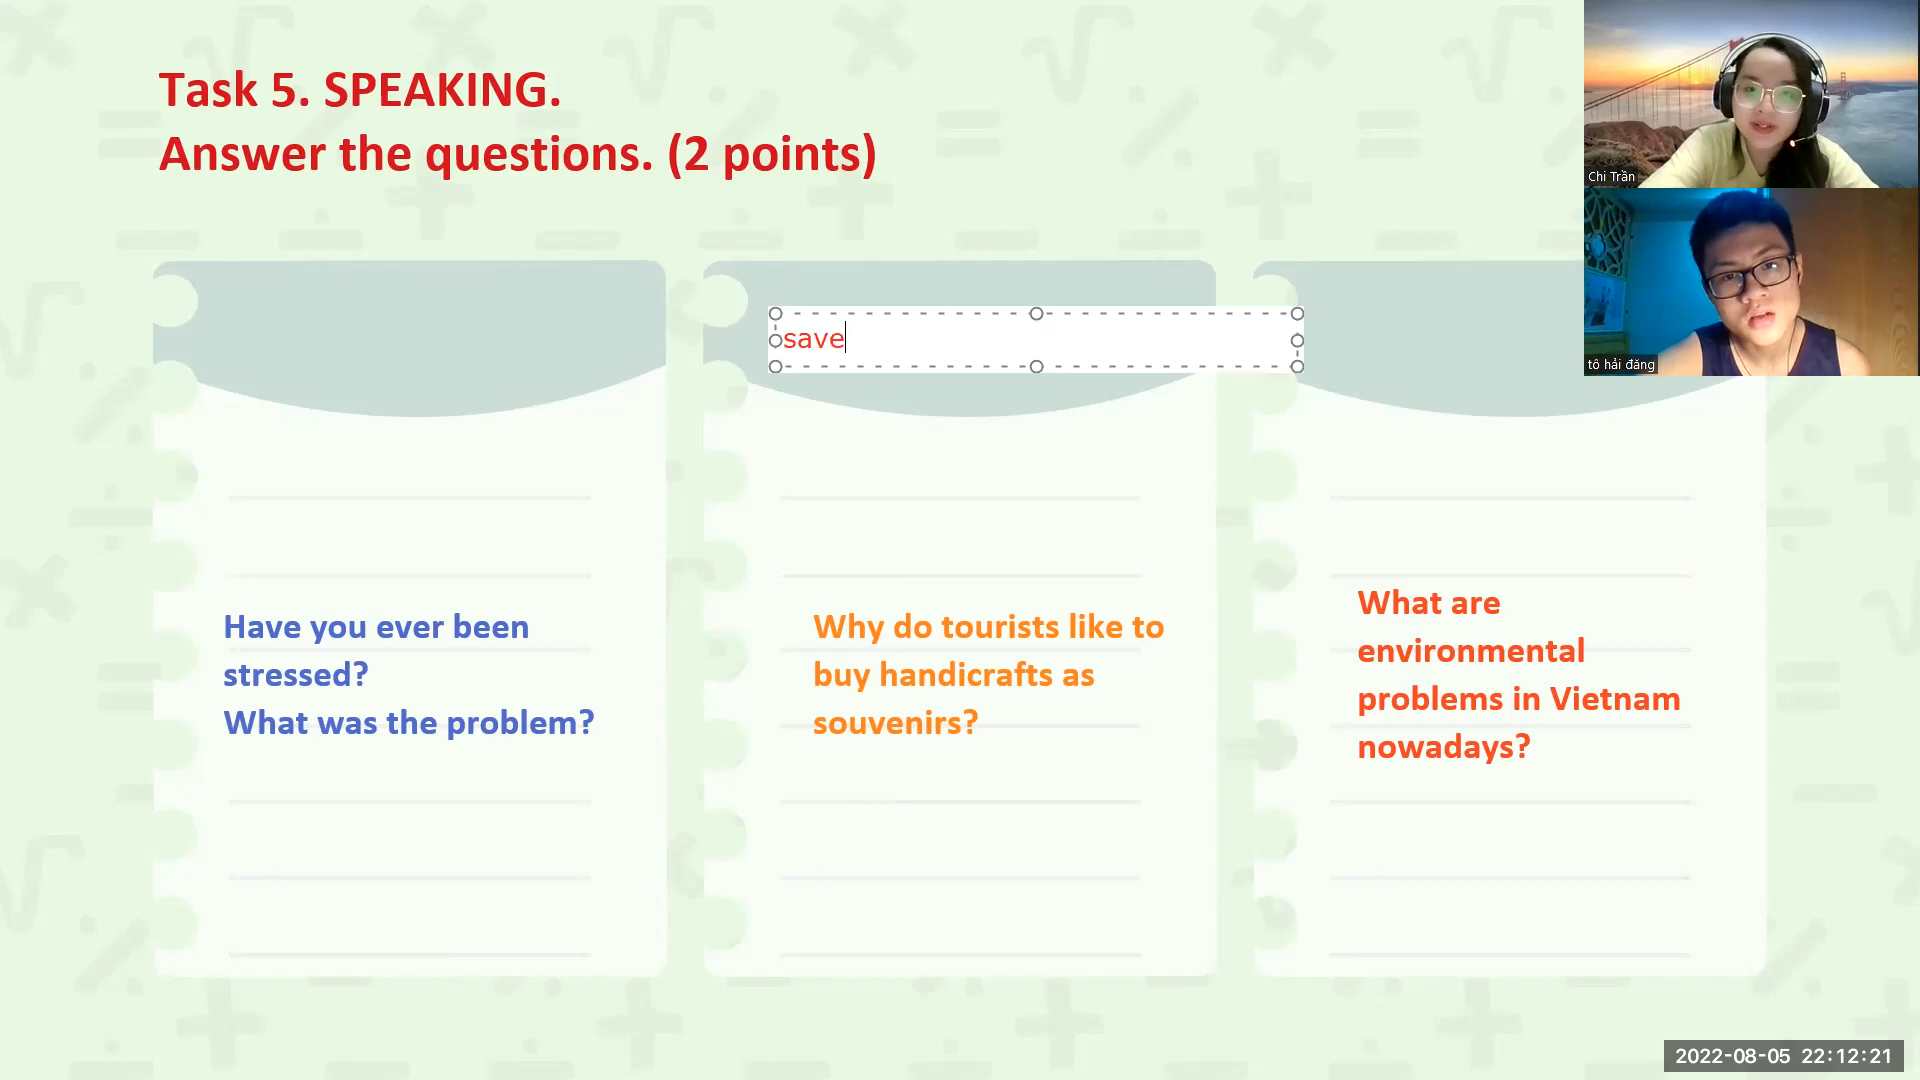 Task 5. SPEAKING.
Answer the questions. (2 points)
save
Have you ever been
stressed?
What was the problem?
Why do tourists like to
buy handicrafts as
souvenirs?
What are
environmental
problems in Vietnam
nowadays?
Chi Trần
tô hải đăng
2022-08-05 22:12:21